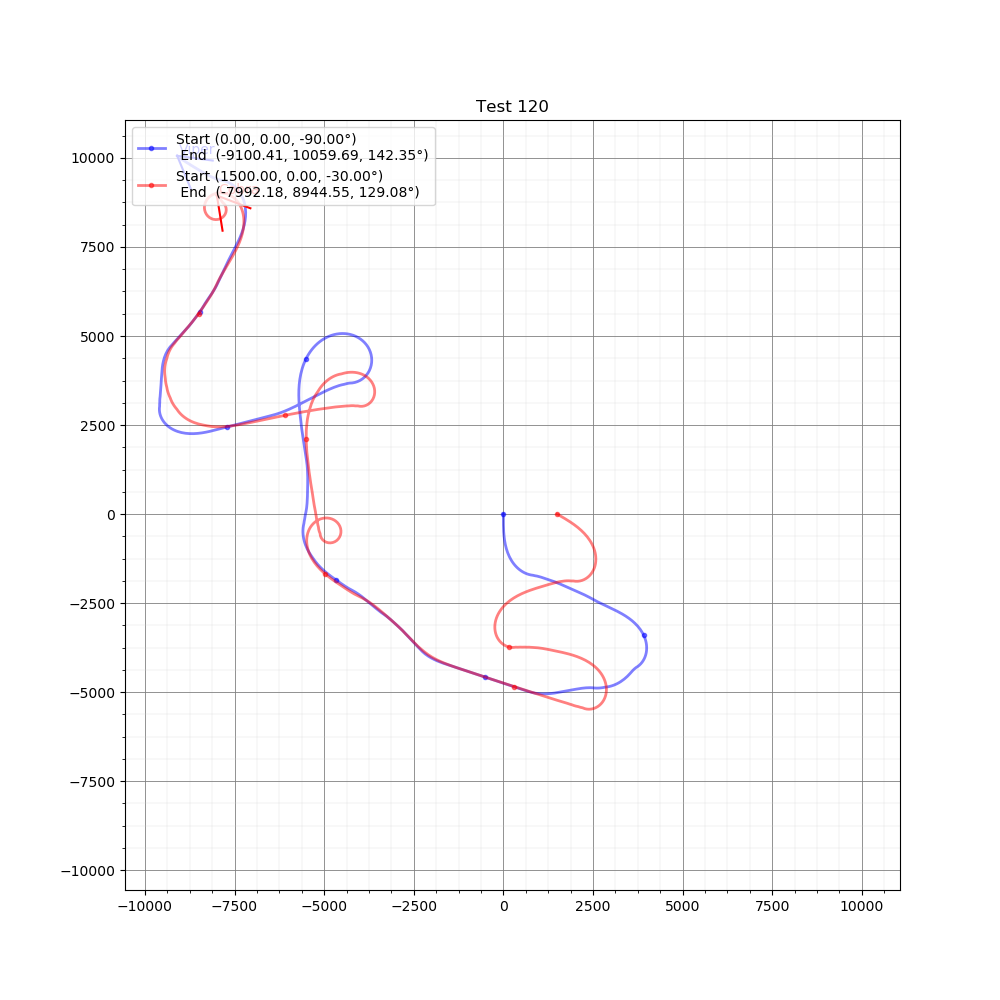 Test 120
Start (0.00, 0.00, -90.00°)
End (-9100.41, 10059.69, 142.35°)
Start (1500.00, 0.00, -30.00°)
End (-7992.18, 8944.55, 129.08°)
10000
7500
5000
2500
0
−2500
−5000
−7500
−10000
−10000 −7500 −5000 −2500 0 2500 5000 7500 10000